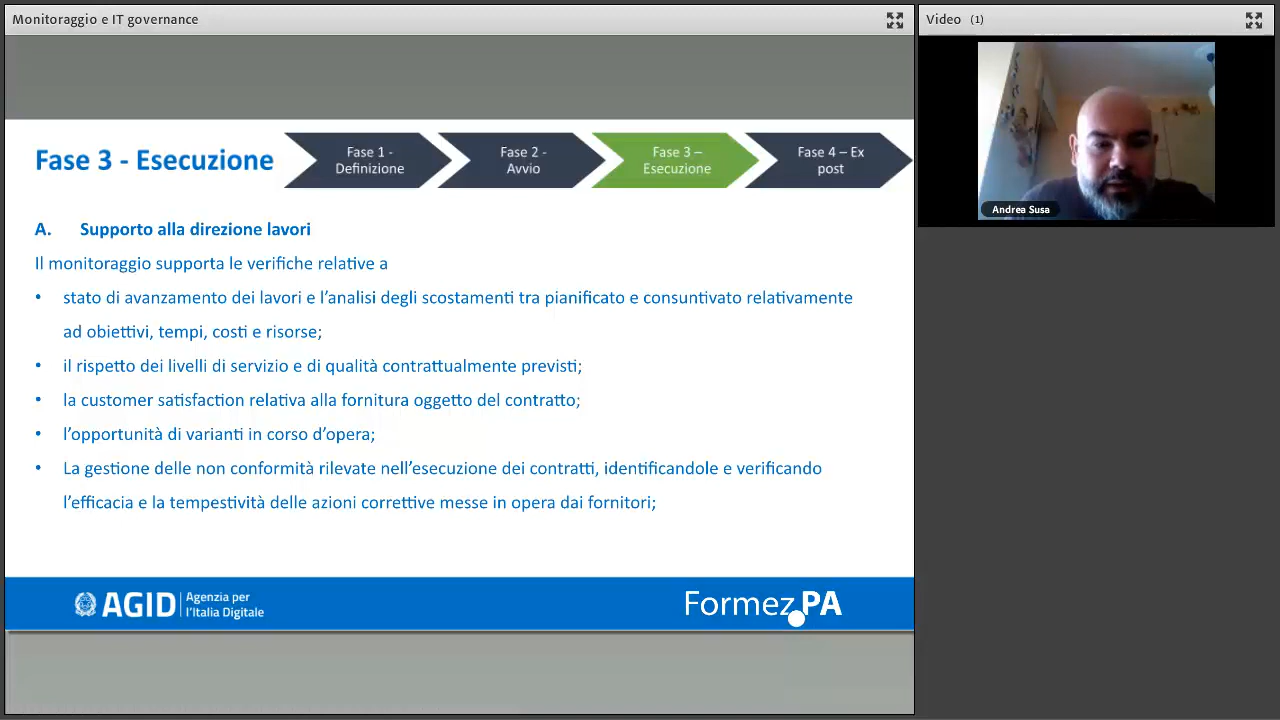 Monitoraggio e IT governance
Video (1)
Fase 3 - Esecuzione
Fase 1 -
Definizione
Fase 2 -
Avvio
Fase 3 –
Esecuzione
Fase 4 – Ex
post
Andrea Susa
A. Supporto alla direzione lavori
Il monitoraggio supporta le verifiche relative a
• stato di avanzamento dei lavori e l’analisi degli scostamenti tra pianificato e consuntivato relativamente
ad obiettivi, tempi, costi e risorse;
• il rispetto dei livelli di servizio e di qualità contrattualmente previsti;
• la customer satisfaction relativa alla fornitura oggetto del contratto;
• l’opportunità di varianti in corso d’opera;
• La gestione delle non conformità rilevate nell’esecuzione dei contratti, identificandole e verificando
l’efficacia e la tempestività delle azioni correttive messe in opera dai fornitori;
AGID Agenzia per
l’Italia Digitale
Formez PA